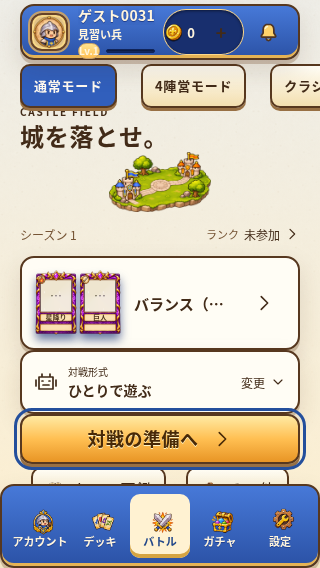 ゲスト0031
見習い兵
Lv.1
0
通常モード
4陣営モード
クラシ
CASTLE FIELD
城を落とせ。
シーズン 1
ランク 未参加
バランス（…
巨人
対戦形式
ひとりで遊ぶ
変更
対戦の準備へ
アカウント
デッキ
バトル
ガチャ
設定